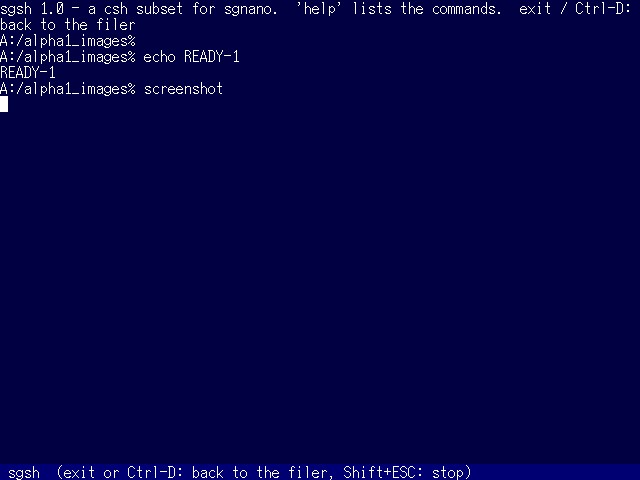 sgsh 1.0 - a csh subset for sgnano.  'help' lists the commands.  exit / Ctrl-D:
back to the filer
A:/alpha1_images%
A:/alpha1_images% echo READY-1
READY-1
A:/alpha1_images% screenshot
sgsh  (exit or Ctrl-D: back to the filer, Shift+ESC: stop)